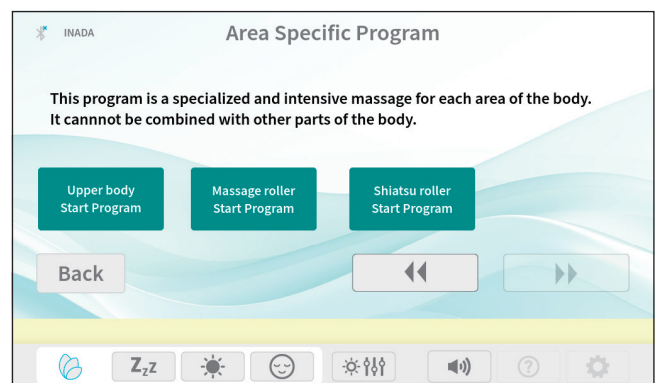 INADA
Area Specific Program
This program is a specialized and intensive massage for each area of the body.
It cannnot be combined with other parts of the body.
Upper body
Start Program
Massage roller
Start Program
Shiatsu roller
Start Program
Back
ZzZ
?